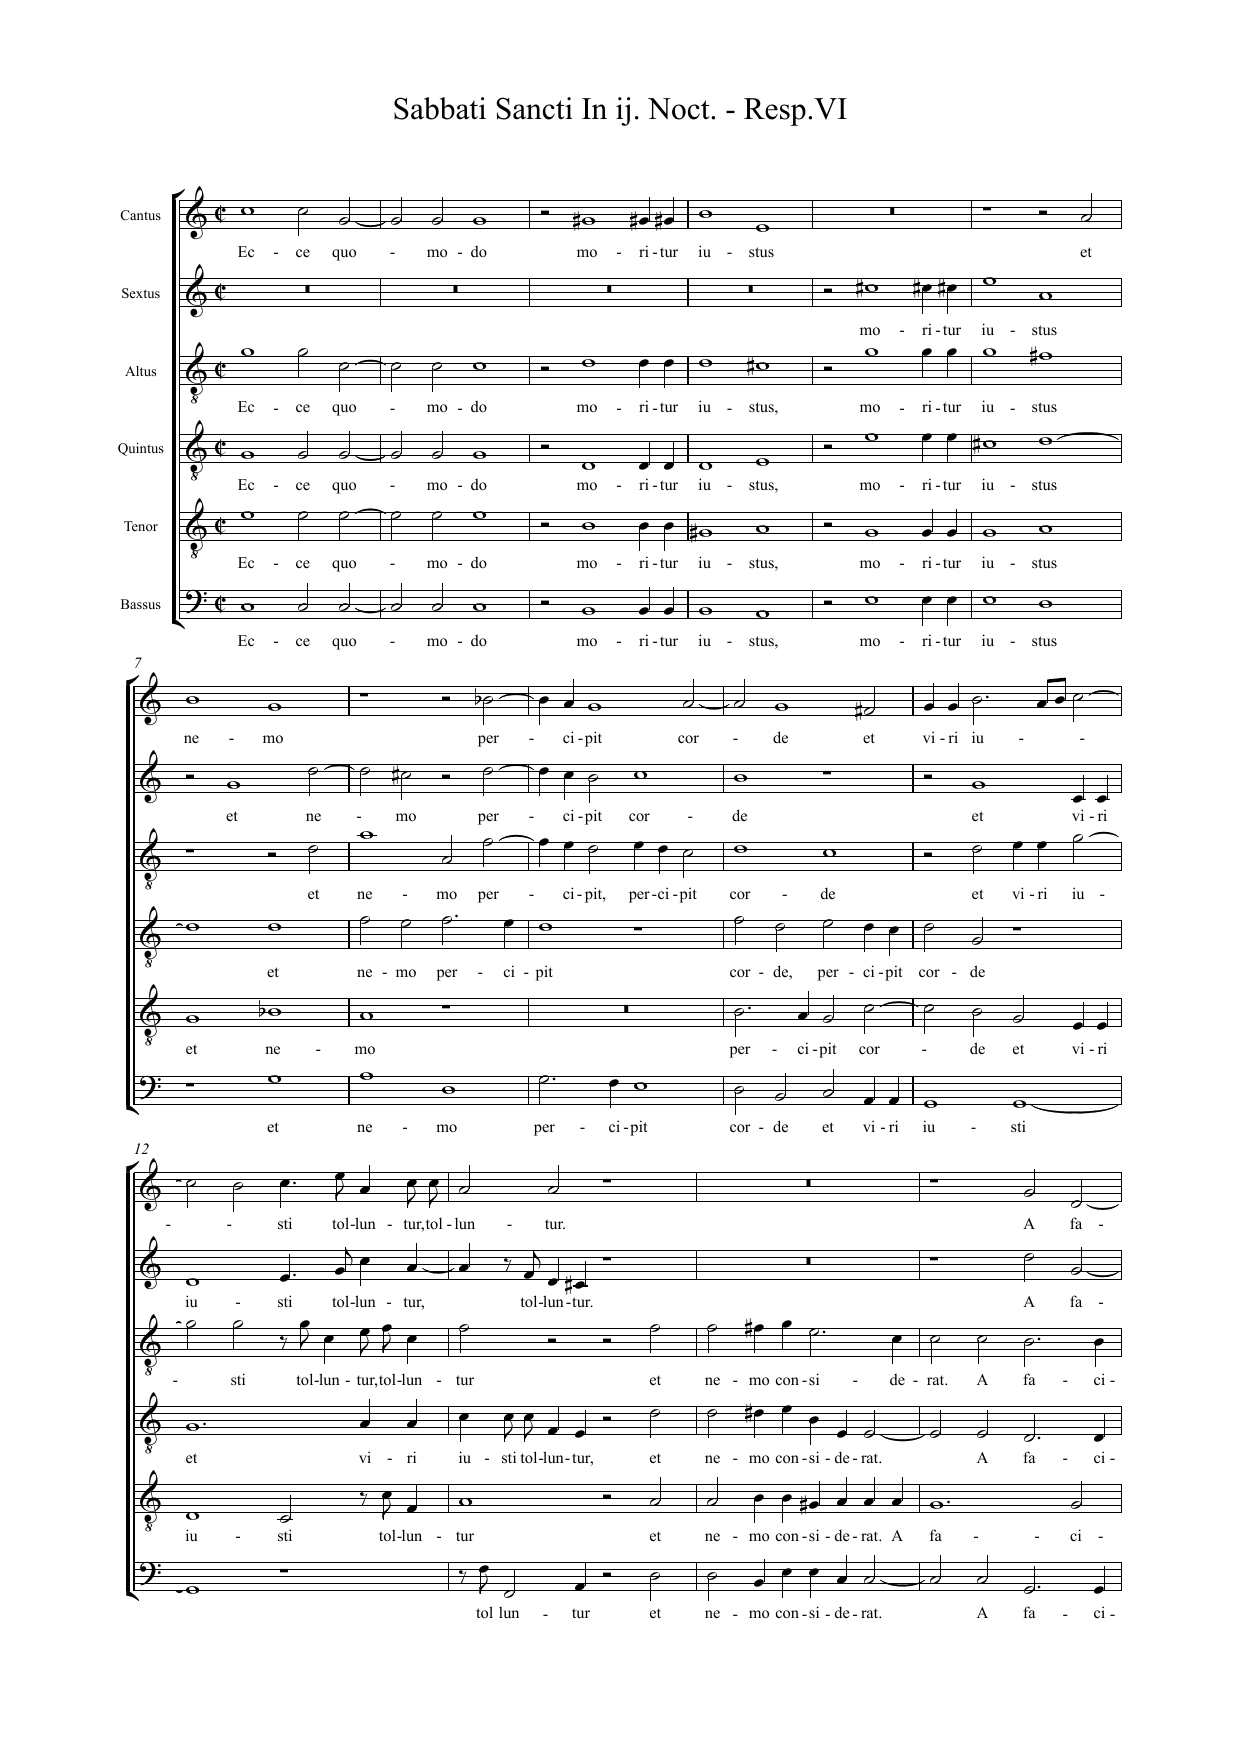 Sabbati Sancti In ij. Noct. - Resp.VI
Cantus
Ec - ce quo - mo - do mo - ri - tur iu - stus et
Sextus
mo - ri - tur iu - stus
Altus
8
Ec - ce quo - mo - do mo - ri - tur iu - stus, mo - ri - tur iu - stus
Quintus
8
Ec - ce quo - mo - do mo - ri - tur iu - stus, mo - ri - tur iu - stus
Tenor
8
Ec - ce quo - mo - do mo - ri - tur iu - stus, mo - ri - tur iu - stus
Bassus
Ec - ce quo - mo - do mo - ri - tur iu - stus, mo - ri - tur iu - stus
7
ne - mo per - ci - pit cor - de et vi - ri iu - -
et ne - mo per - ci - pit cor - de et vi - ri
8
et ne - mo per - ci - pit, per - ci - pit cor - de et vi - ri iu -
8
et ne - mo per - ci - pit cor - de, per - ci - pit cor - de
8
et ne - mo per - ci - pit cor - de et vi - ri
et ne - mo per - ci - pit cor - de et vi - ri iu - sti
12
- - sti tol - lun - tur, tol - lun - tur. A fa -
iu - sti tol - lun - tur, tol - lun - tur. A fa -
8
- sti tol - lun - tur, tol - lun - tur et ne - mo con - si - de - rat. A fa - ci -
8
et vi - ri iu - sti tol - lun - tur, et ne - mo con - si - de - rat. A fa - ci -
8
iu - sti tol - lun - tur et ne - mo con - si - de - rat. A fa - - ci -
tol lun - tur et ne - mo con - si - de - rat. A fa - ci -